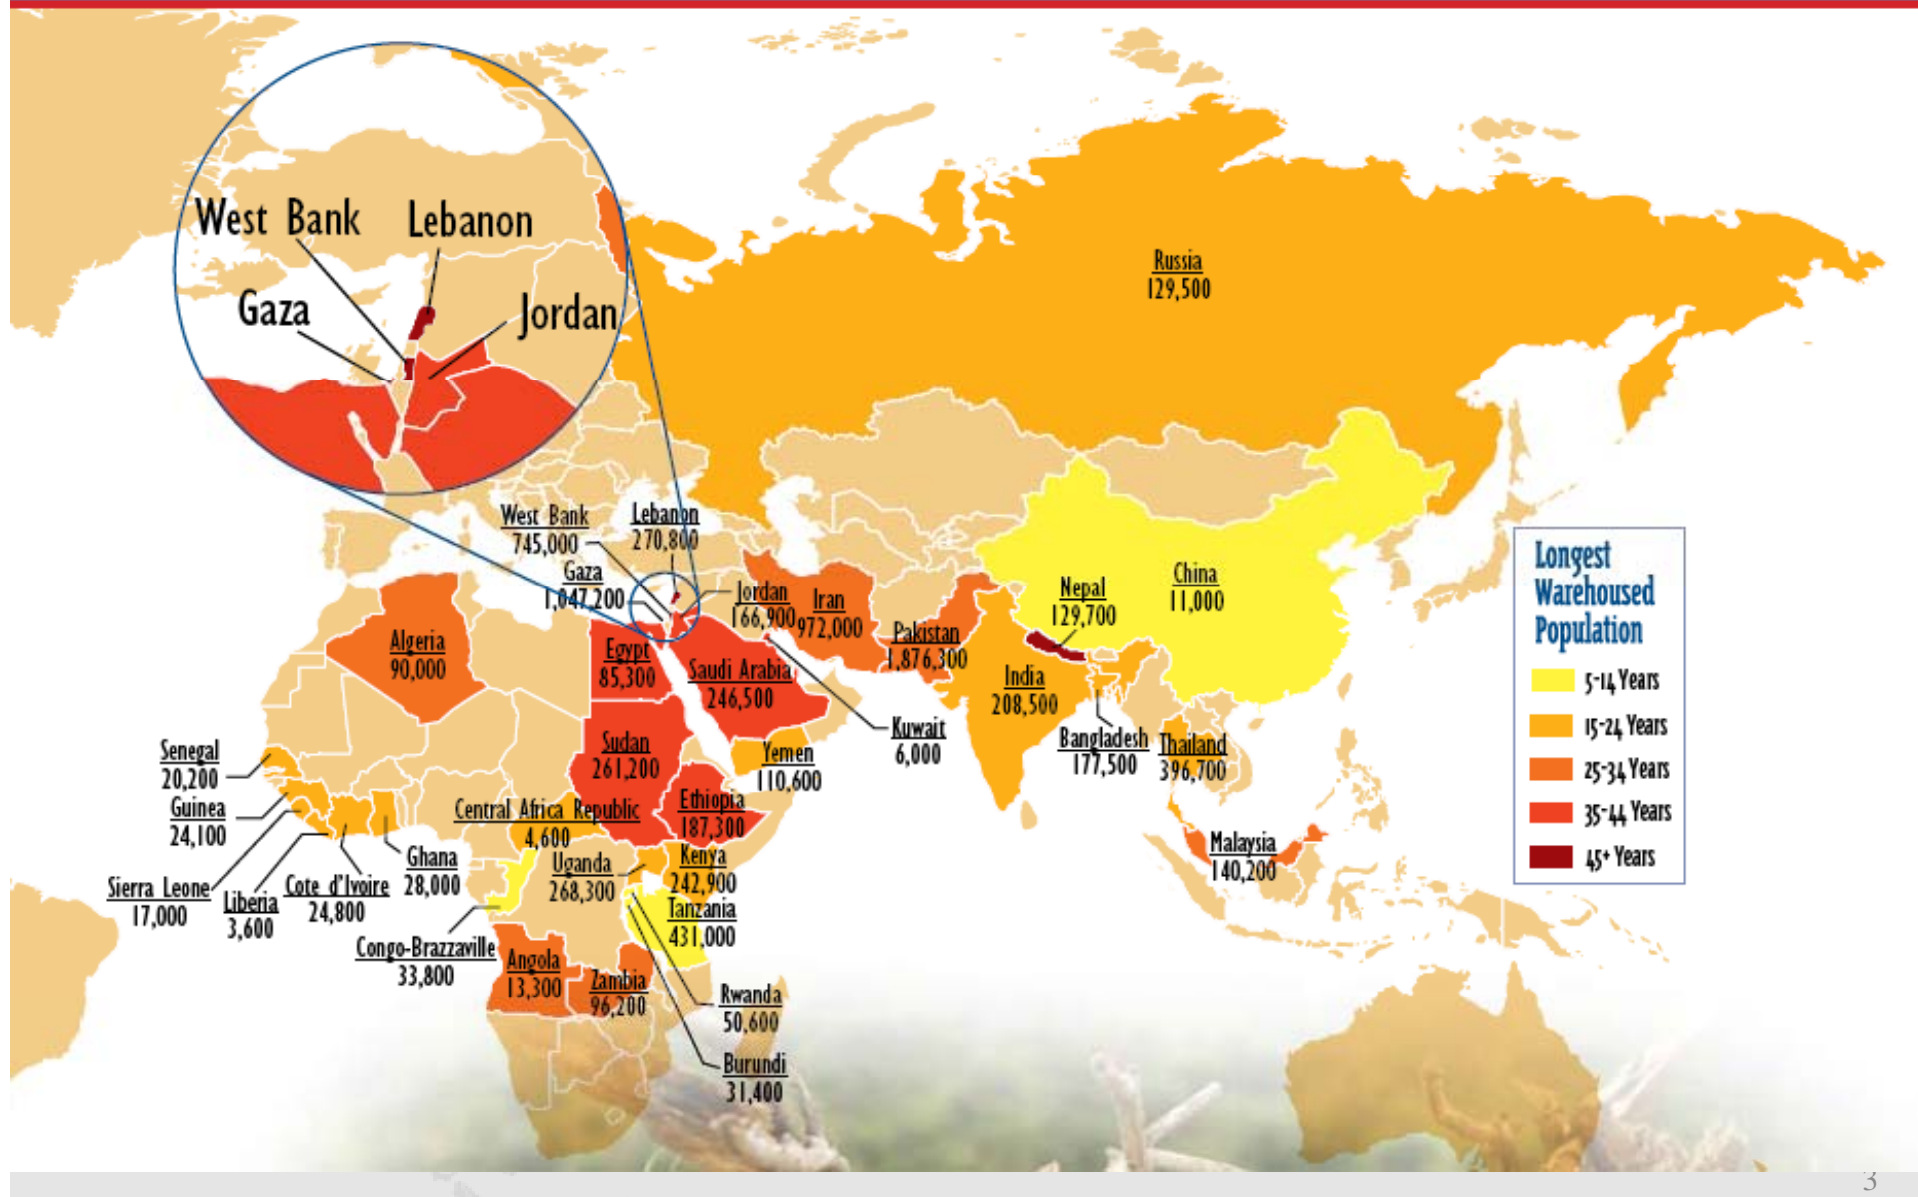 West Bank
Lebanon
Gaza
Jordan
Russia
129,500
West Bank
745,000
Lebanon
270,800
Gaza
1,047,200
Jordan
166,900
Iran
972,000
Pakistan
1,876,300
Nepal
129,700
China
11,000
Algeria
90,000
Egypt
85,300
Saudi Arabia
246,500
India
208,500
Kuwait
6,000
Bangladesh
177,500
Thailand
396,700
Senegal
20,200
Sudan
261,200
Yemen
110,600
Guinea
24,100
Central Africa Republic
4,600
Ethiopia
187,300
Sierra Leone
17,000
Liberia
3,600
Cote d'Ivoire
24,800
Ghana
28,000
Uganda
268,300
Kenya
242,900
Malaysia
140,200
Tanzania
431,000
Congo-Brazzaville
33,800
Angola
13,300
Zambia
96,200
Rwanda
50,600
Burundi
31,400
Longest
Warehoused
Population
5-14 Years
15-24 Years
25-34 Years
35-44 Years
45+ Years
3